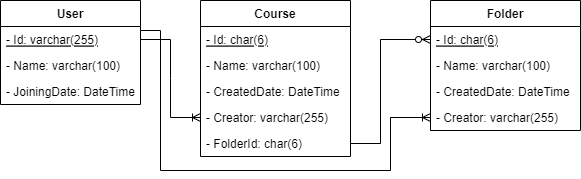 User
- Id: varchar(255)
- Name: varchar(100)
- JoiningDate: DateTime
Course
- Id: char(6)
- Name: varchar(100)
- CreatedDate: DateTime
- Creator: varchar(255)
- FolderId: char(6)
Folder
- Id: char(6)
- Name: varchar(100)
- CreatedDate: DateTime
- Creator: varchar(255)